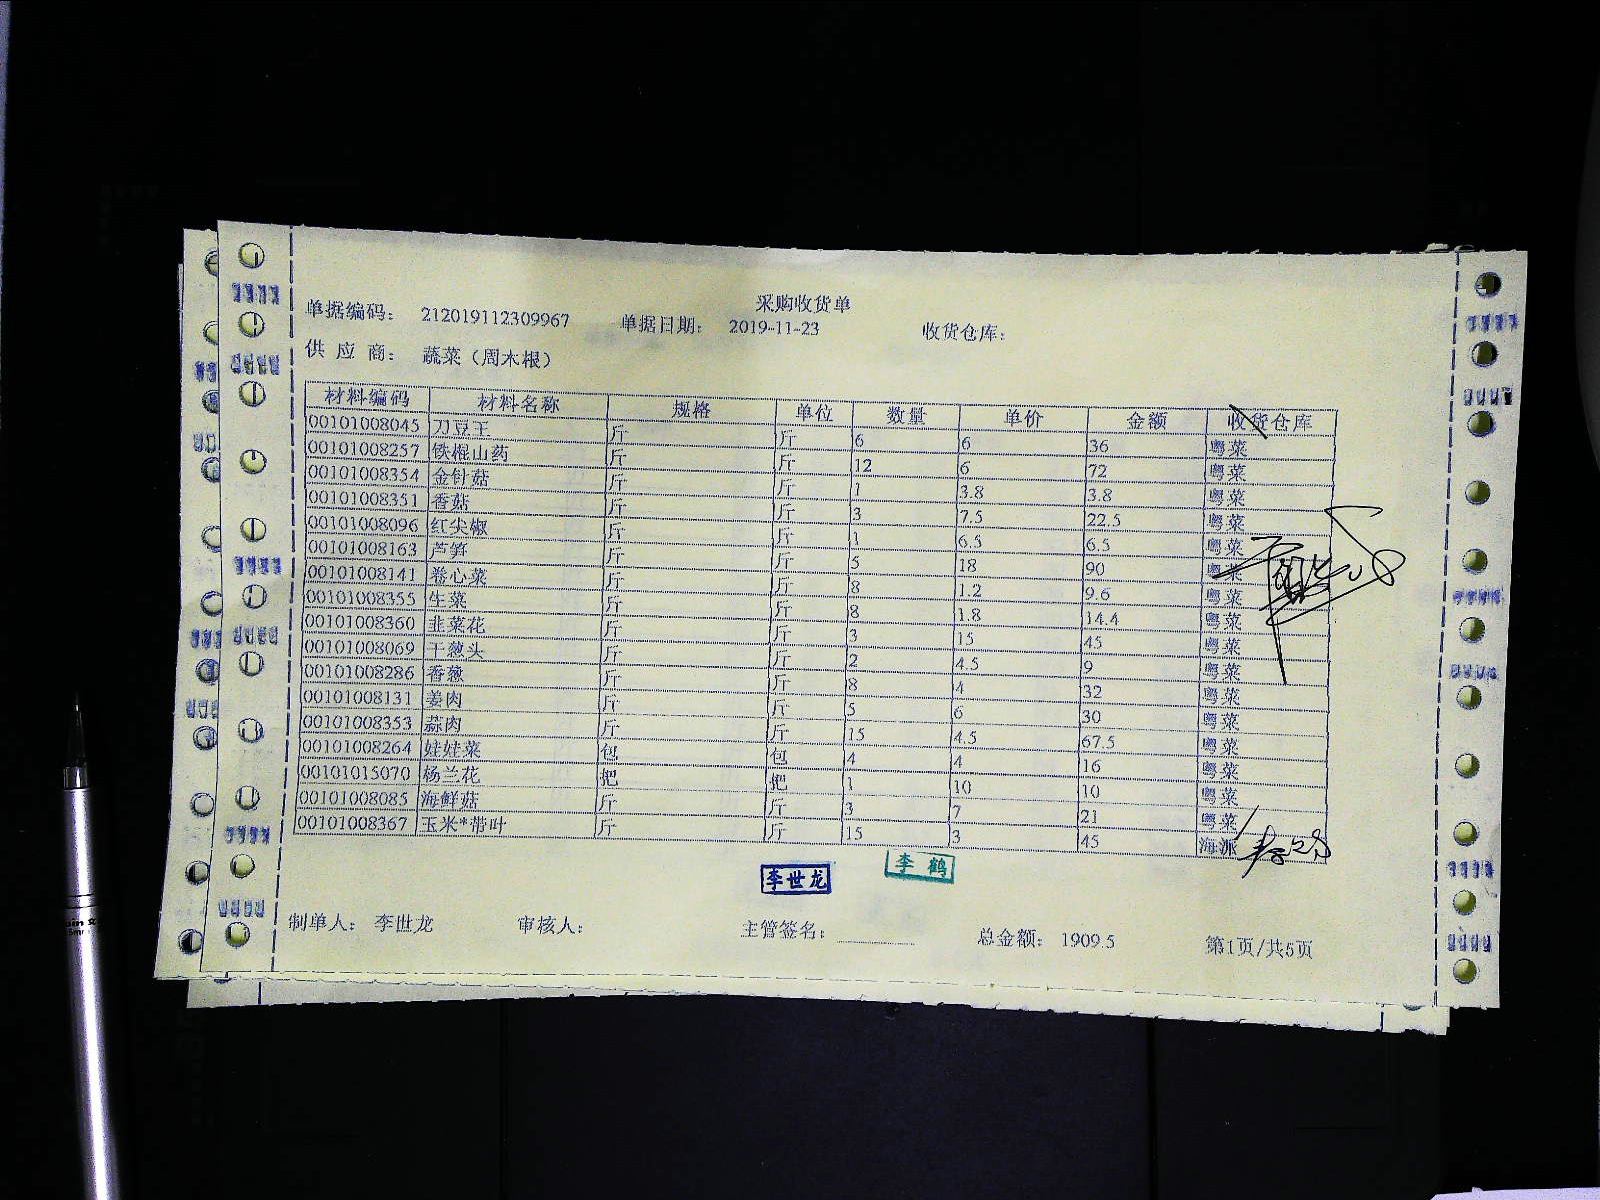 采购收货单
单据编码： 212019112309967 单据日期： 2019-11-23 收货仓库：
供 应 商： 蔬菜（周木根）
材料编码 材料名称 规格 单位 数量 单价 金额 收货仓库
00101008045 刀豆王 斤 斤 6 6 36 粤菜
00101008257 铁棍山药 斤 斤 12 6 72 粤菜
00101008354 金针菇 斤 斤 1 3.8 3.8 粤菜
00101008351 香菇 斤 斤 3 7.5 22.5 粤菜
00101008096 红尖椒 斤 斤 1 6.5 6.5 粤菜
00101008163 芦笋 斤 斤 5 18 90 粤菜
00101008141 卷心菜 斤 斤 8 1.2 9.6 粤菜
00101008355 生菜 斤 斤 8 1.8 14.4 粤菜
00101008360 韭菜花 斤 斤 3 15 45 粤菜
00101008069 干葱头 斤 斤 2 4.5 9 粤菜
00101008286 香葱 斤 斤 8 4 32 粤菜
00101008131 姜肉 斤 斤 5 6 30 粤菜
00101008353 蒜肉 斤 斤 15 4.5 67.5 粤菜
00101008264 娃娃菜 包 包 4 4 16 粤菜
00101015070 杨兰花 把 把 1 10 10 粤菜
00101008085 海鲜菇 斤 斤 3 7 21 粤菜
00101008367 玉米*带叶 斤 斤 15 3 45 海派
李世龙 李鹤
制单人： 李世龙 审核人： 主管签名： 总金额： 1909.5 第1页/共5页